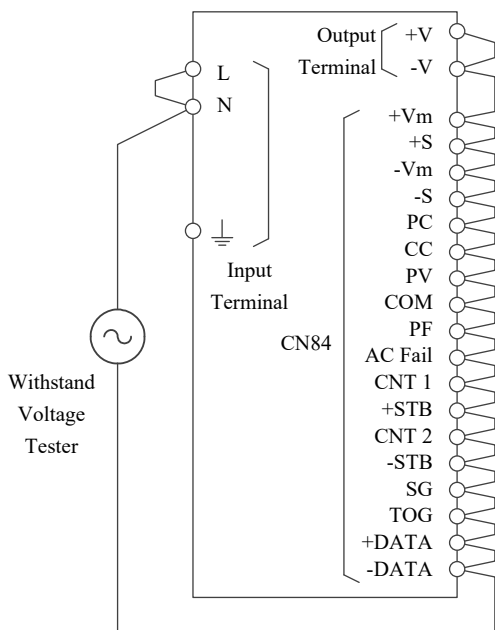 Output
Terminal
+V
-V
L
N
Input
Terminal
CN84
+Vm
+S
-Vm
-S
PC
CC
PV
COM
PF
AC Fail
CNT 1
+STB
CNT 2
-STB
SG
TOG
+DATA
-DATA
Withstand
Voltage
Tester